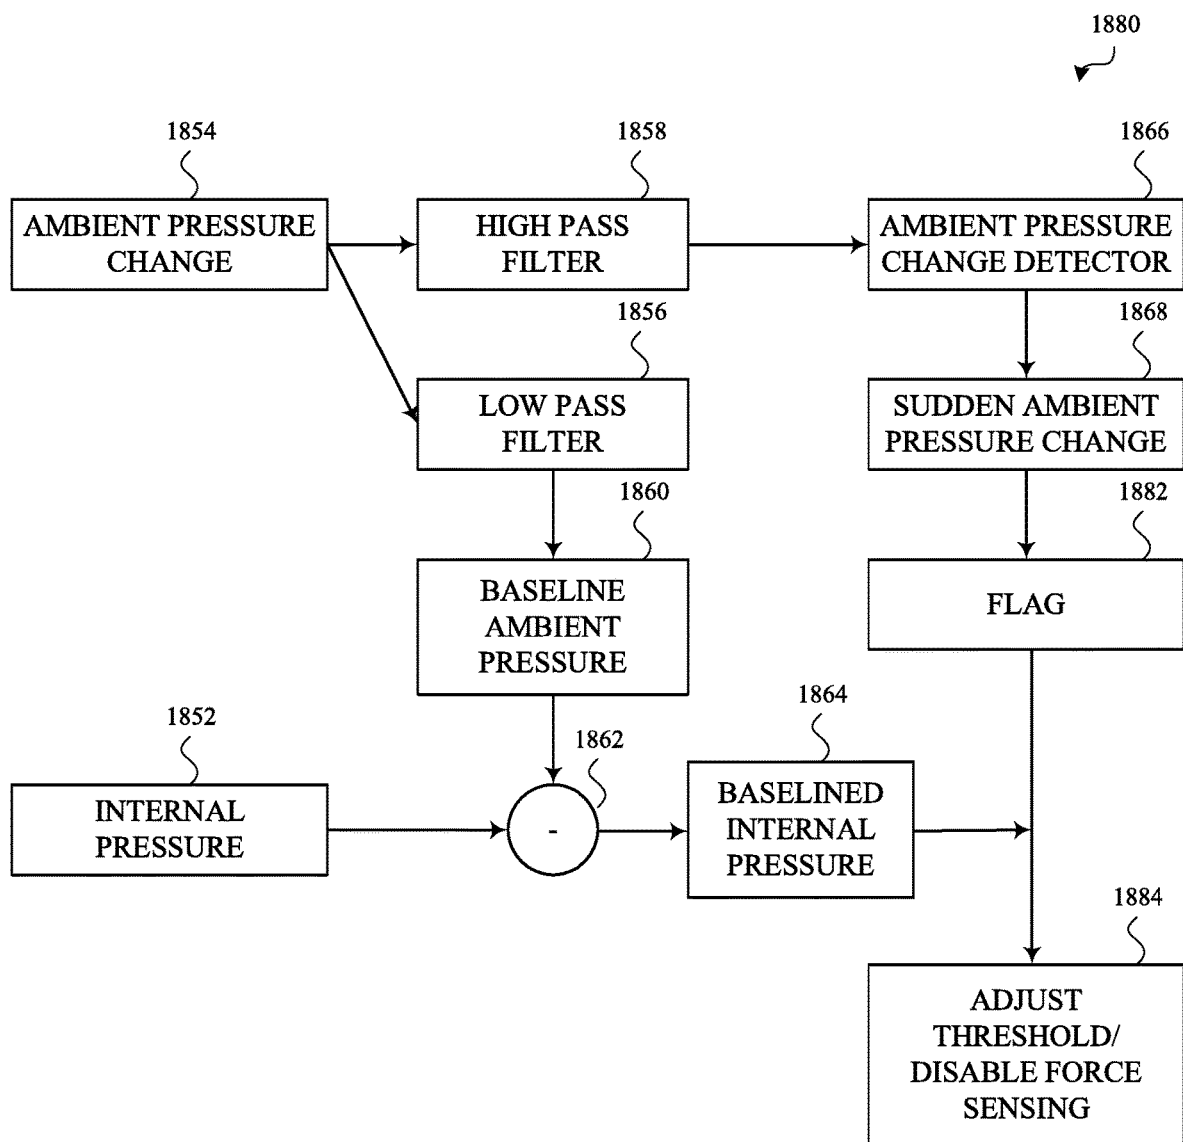 1880
1854
1858
1866
AMBIENT PRESSURE
CHANGE
HIGH PASS
FILTER
AMBIENT PRESSURE
CHANGE DETECTOR
1856
1868
LOW PASS
FILTER
SUDDEN AMBIENT
PRESSURE CHANGE
1860
1882
BASELINE
AMBIENT
PRESSURE
FLAG
1852
1862
1864
INTERNAL
PRESSURE
-
BASELINED
INTERNAL
PRESSURE
1884
ADJUST
THRESHOLD/
DISABLE FORCE
SENSING